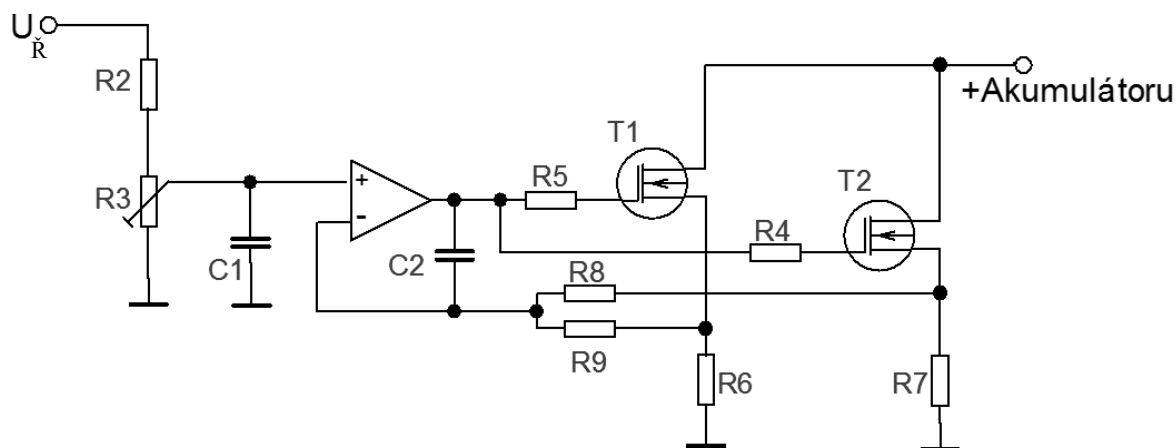 UŘ
R2
R3
C1
+
-
C2
R5
T1
R4
T2
+Akumulátoru
R8
R9
R6
R7